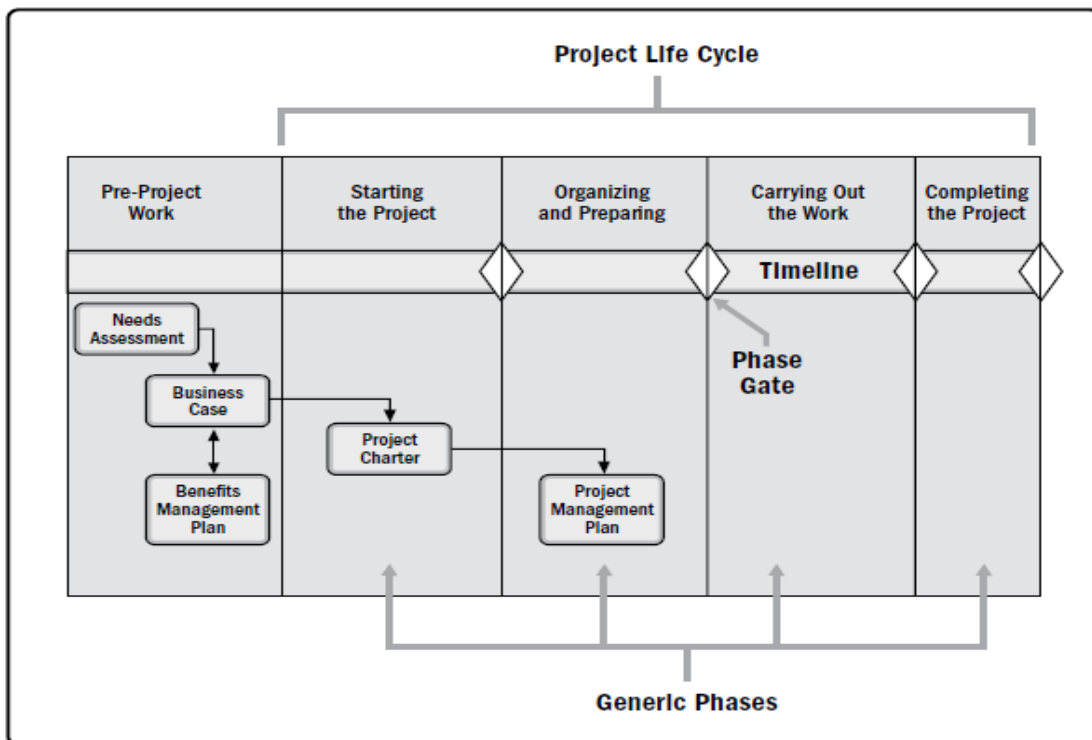 Project Life Cycle
Pre-Project
Work
Starting
the Project
Organizing
and Preparing
Carrying Out
the Work
Completing
the Project
Timeline
Needs
Assessment
Phase
Gate
Business
Case
Project
Charter
Benefits
Management
Plan
Project
Management
Plan
Generic Phases